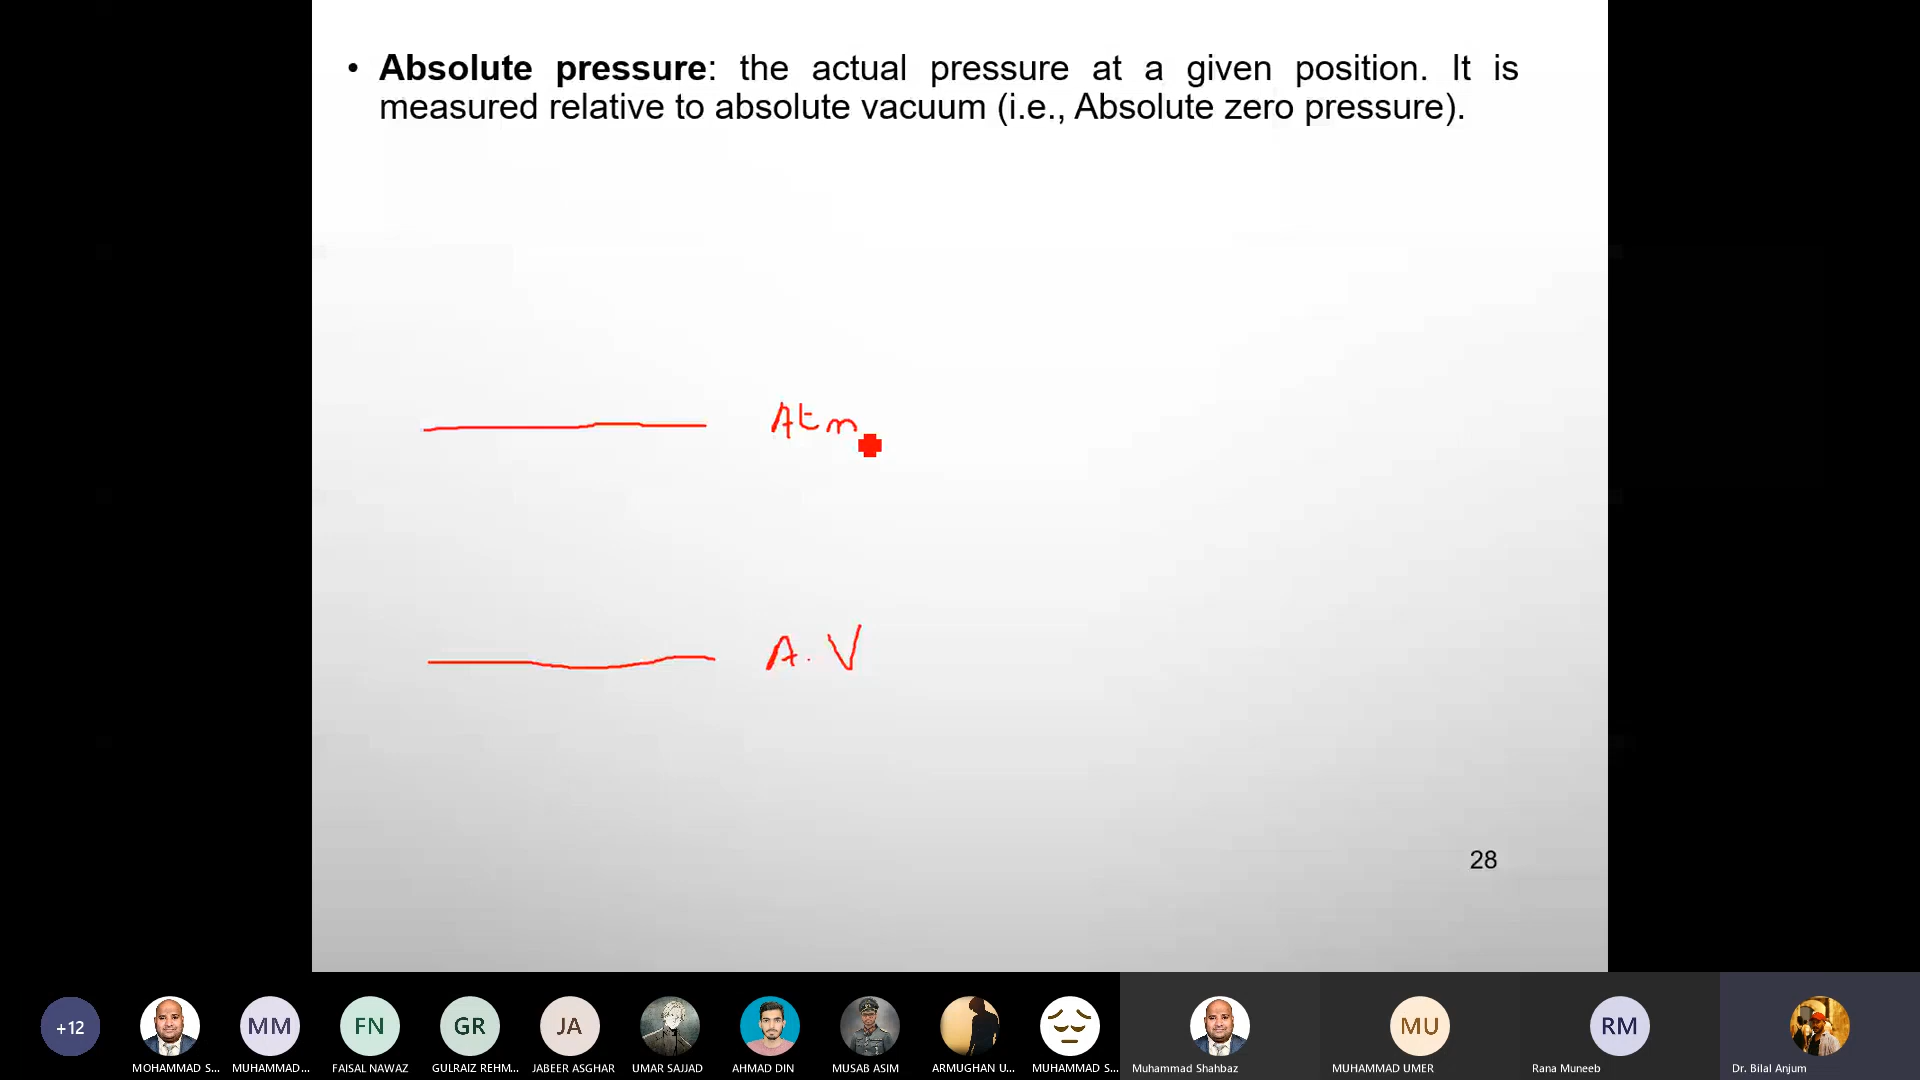 • Absolute pressure: the actual pressure at a given position. It is
measured relative to absolute vacuum (i.e., Absolute zero pressure).
Atm
A.V
28
+12
MM
FN
GR
JA
MU
RM
MOHAMMAD S...
MUHAMMAD...
FAISAL NAWAZ
GULRAIZ REHM...
JABEER ASGHAR
UMAR SAJJAD
AHMAD DIN
MUSAB ASIM
ARMUGHAN U...
MUHAMMAD S...
Muhammad Shahbaz
MUHAMMAD UMER
Rana Muneeb
Dr. Bilal Anjum